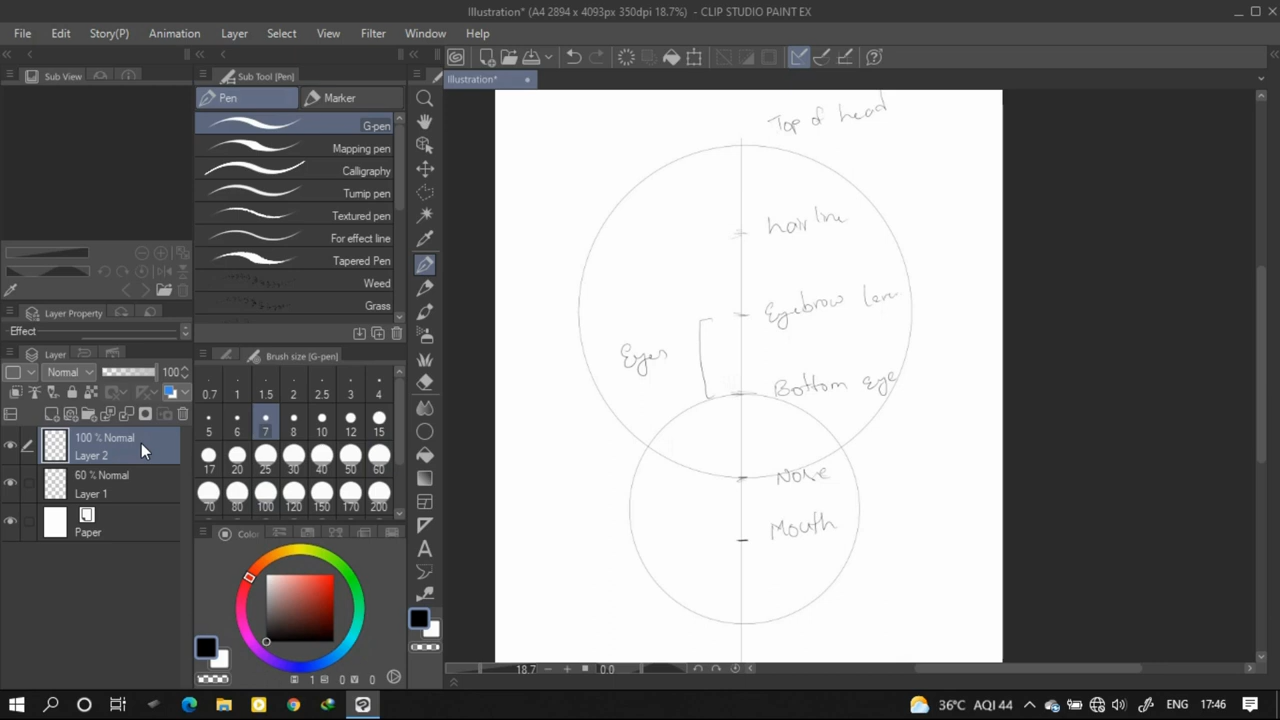 Illustration* (A4 2894 x 4093px 350dpi 18.7%) - CLIP STUDIO PAINT EX
File Edit Story(P) Animation Layer Select View Filter Window Help
Sub View
Sub Tool [Pen]
Illustration*
Pen
Marker
G-pen
Mapping pen
Calligraphy
Turnip pen
Textured pen
For effect line
Tapered Pen
Weed
Grass
Layer Property
Effect
Layer
Normal 100
100 % Normal
Layer 2
60 % Normal
Layer 1
Paper
Brush size [G-pen]
0.7 1 1.5 2 2.5 3 4
5 6 7 8 10 12 15
17 20 25 30 40 50 60
70 80 100 120 150 170 200
Color
1 0 0
Top of head
hair line
Eyebrow
Eyes
Bottom eye
Nose
Mouth
18.7 0.0
36°C AQI 44
ENG 17:46